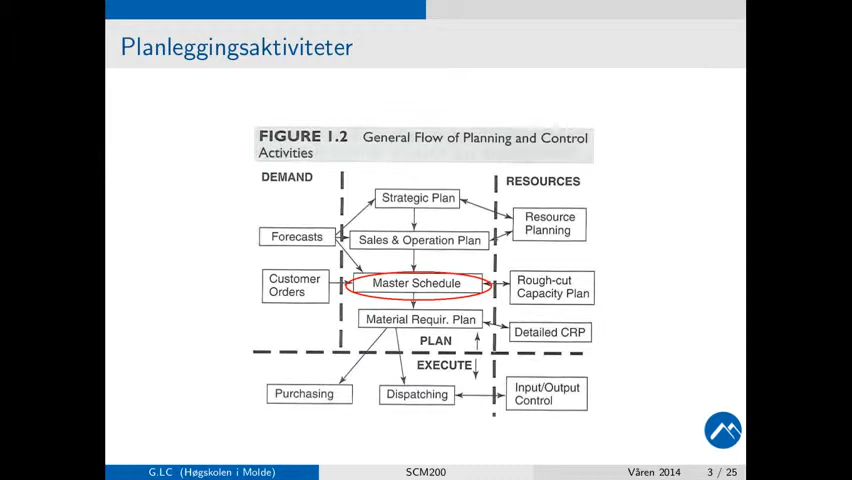 Planleggingsaktiviteter
FIGURE 1.2 General Flow of Planning and Control
Activities
DEMAND
RESOURCES
Strategic Plan
Resource
Planning
Forecasts
Sales & Operation Plan
Customer
Orders
Master Schedule
Rough-cut
Capacity Plan
Material Requir. Plan
Detailed CRP
PLAN
EXECUTE
Purchasing
Dispatching
Input/Output
Control
G.LC (Høgskolen i Molde)
SCM200
Våren 2014
3 / 25